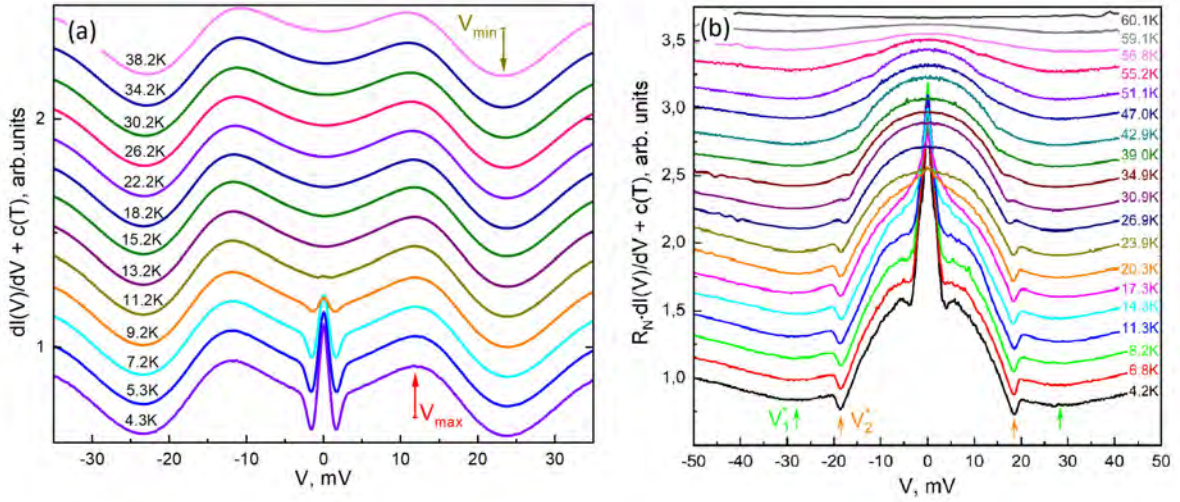 (a)
V min
38.2K
34.2K
30.2K
26.2K
22.2K
18.2K
15.2K
13.2K
11.2K
9.2K
7.2K
5.3K
4.3K
V max
2
1
dI(V)/dV + c(T), arb.units
-30 -20 -10 0 10 20 30
V, mV
(b)
60.1K
59.1K
56.8K
55.2K
51.1K
47.0K
42.9K
39.0K
34.9K
30.9K
26.9K
23.9K
20.3K
17.3K
14.3K
11.3K
8.2K
6.8K
4.2K
V1* V2*
3,5
3,0
2,5
2,0
1,5
1,0
RN·dI(V)/dV + c(T), arb. units
-50 -40 -30 -20 -10 0 10 20 30 40 50
V, mV